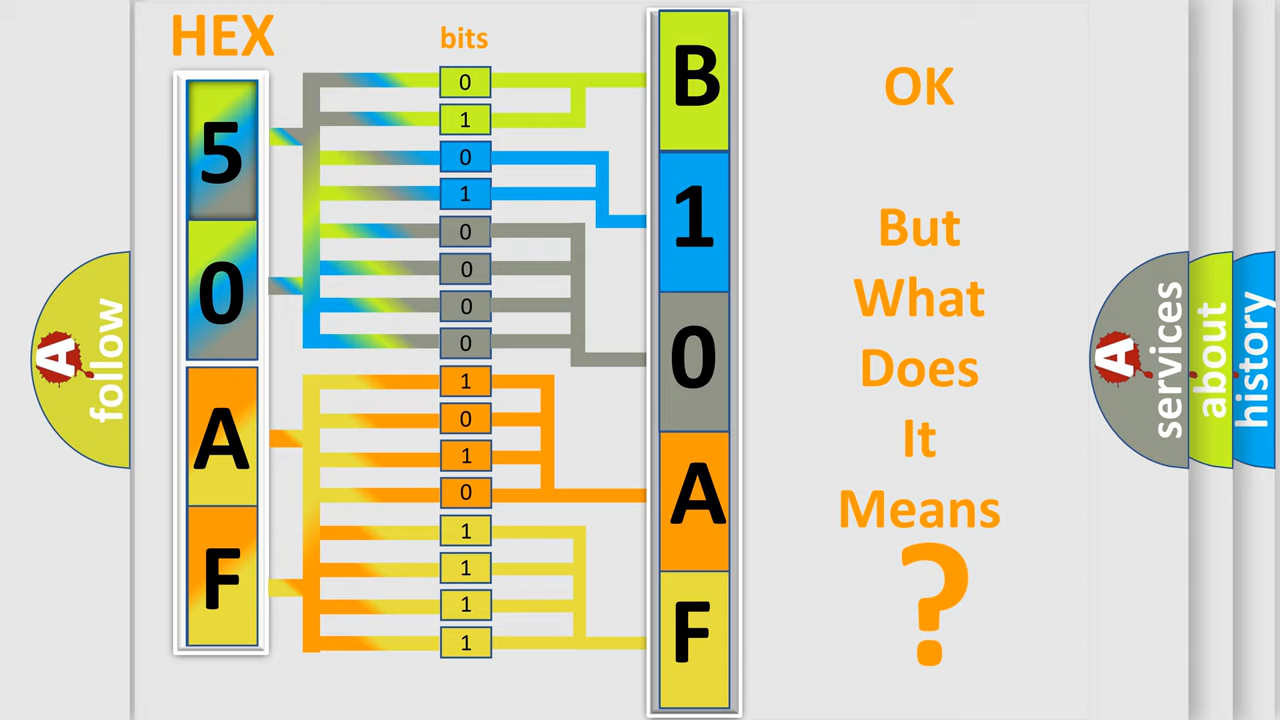 HEX
bits
5
0
A
F
0
1
0
1
0
0
0
0
1
0
1
0
1
1
1
1
B
1
0
A
F
OK
But
What
Does
It
Means
?
A
follow
A
services
about
history